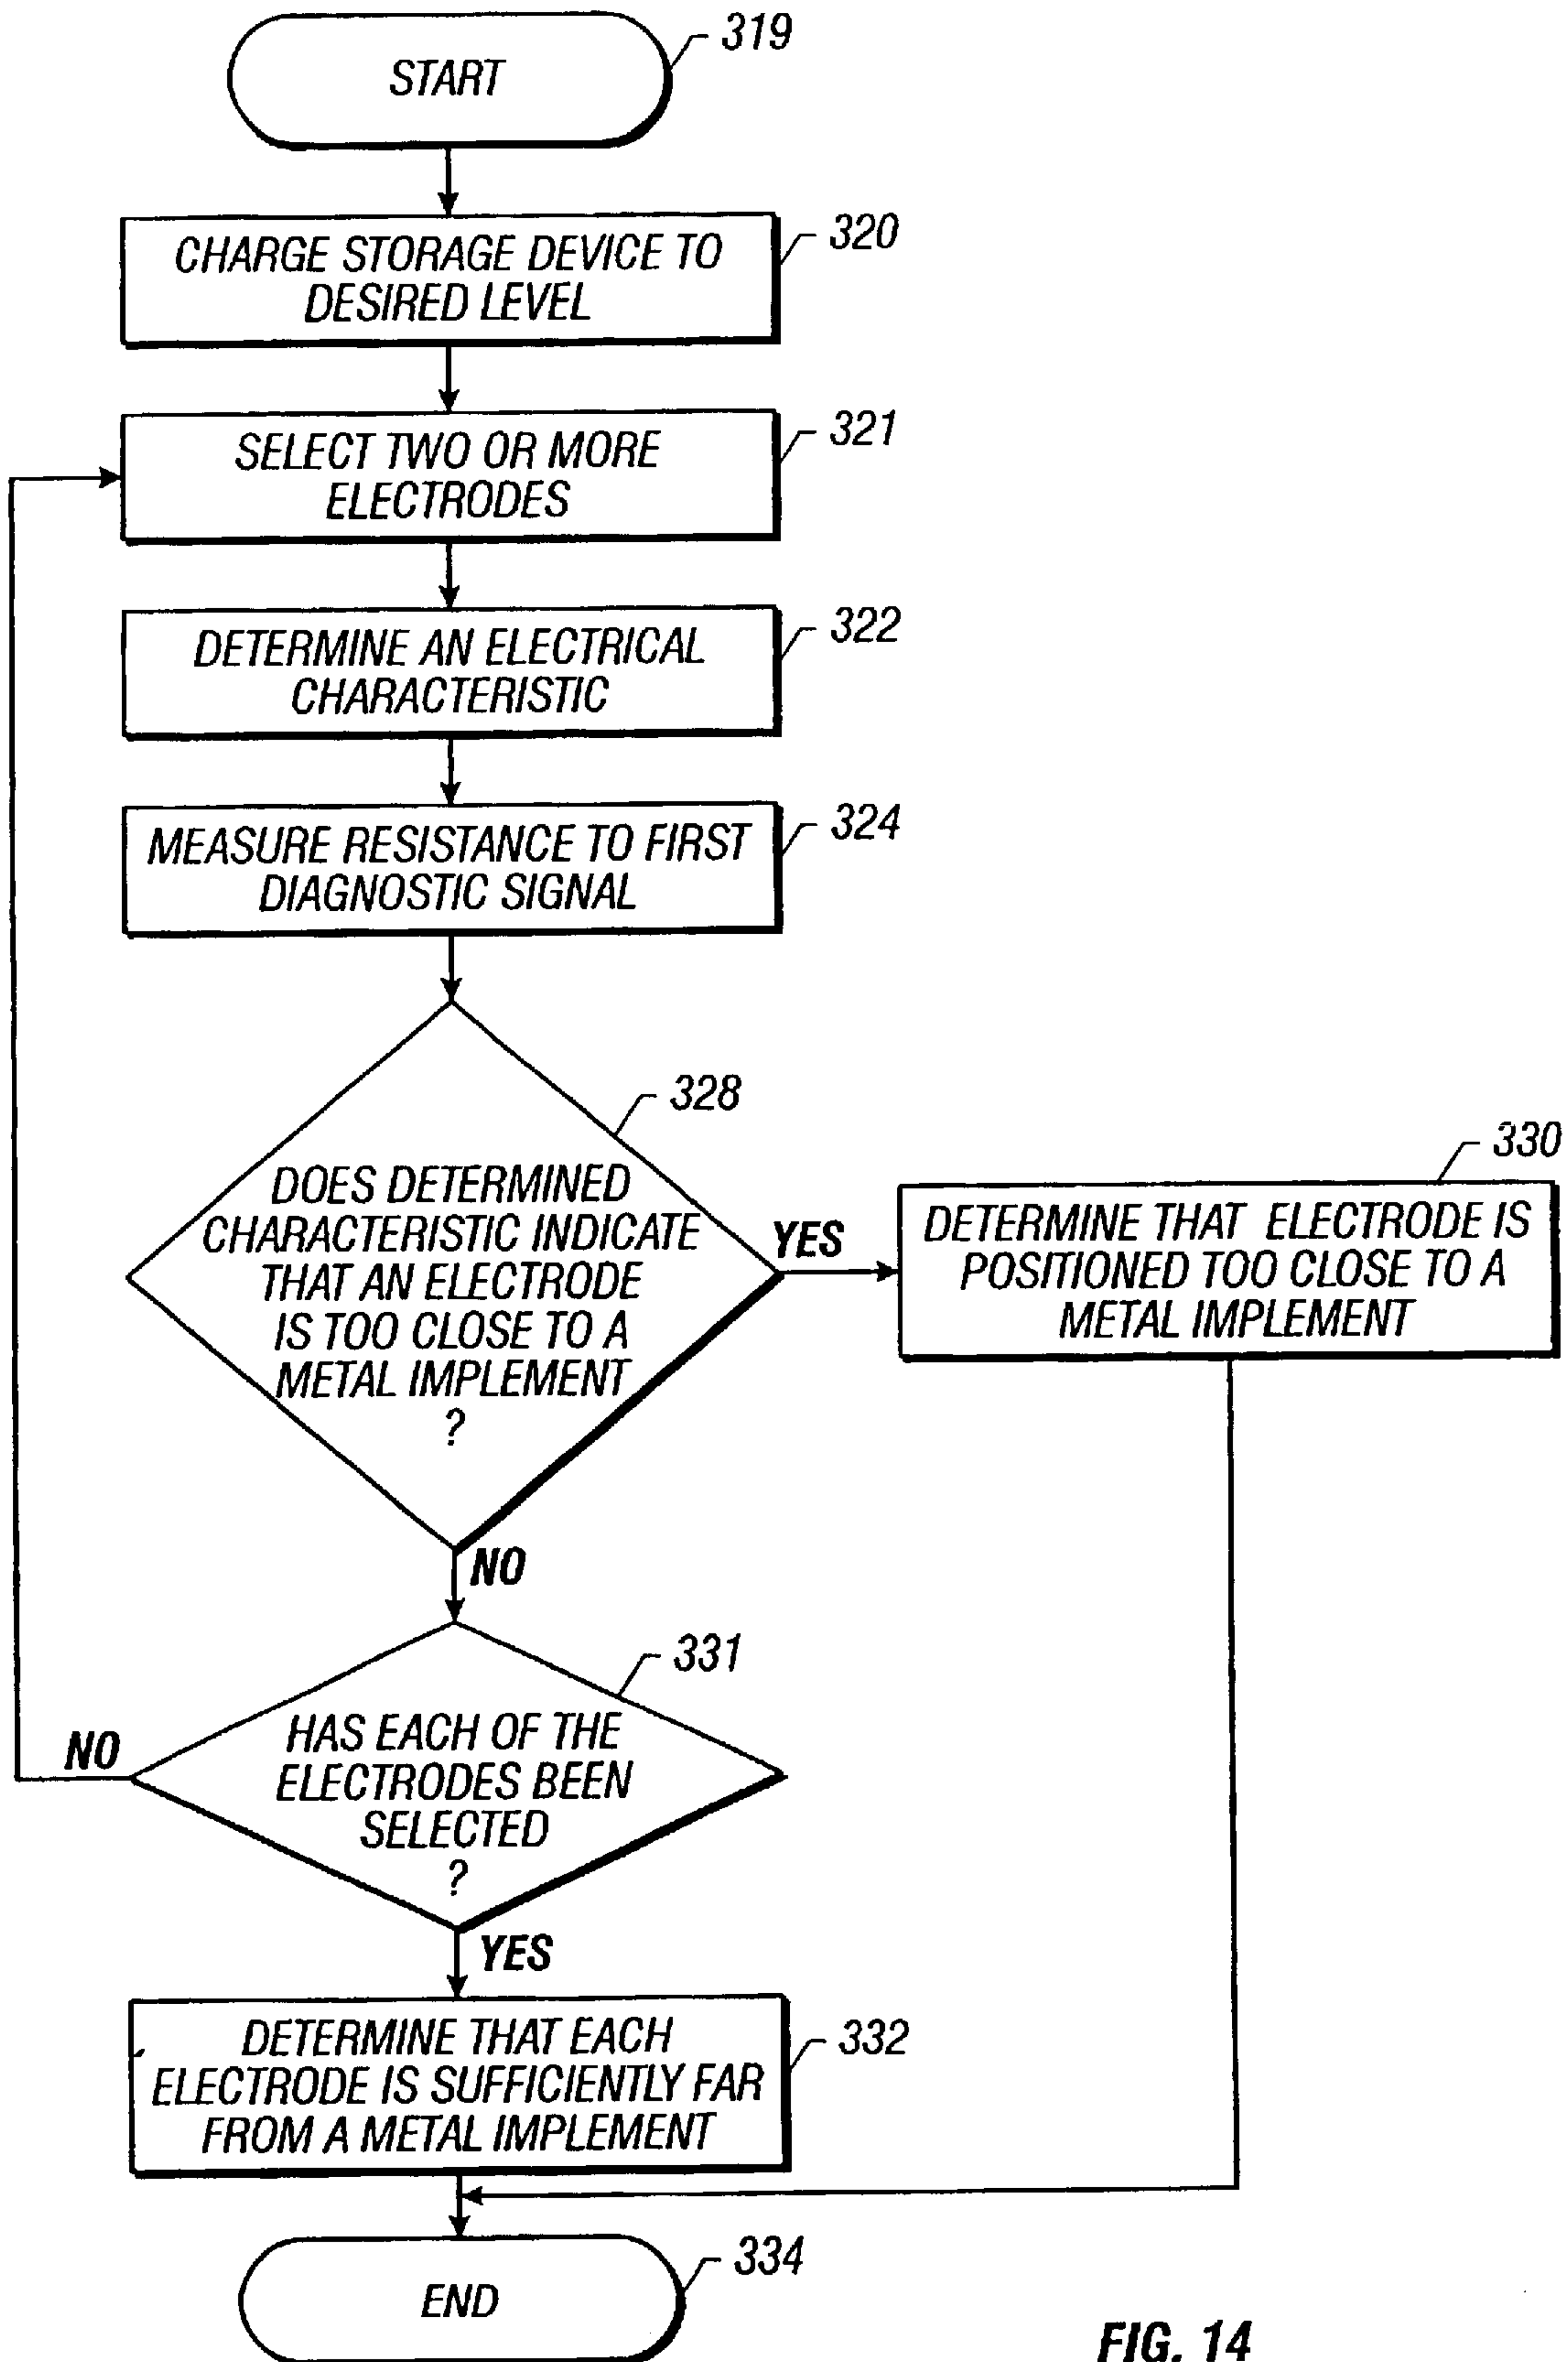 319
START
320
CHARGE STORAGE DEVICE TO
DESIRED LEVEL
321
SELECT TWO OR MORE
ELECTRODES
322
DETERMINE AN ELECTRICAL
CHARACTERISTIC
324
MEASURE RESISTANCE TO FIRST
DIAGNOSTIC SIGNAL
328
DOES DETERMINED
CHARACTERISTIC INDICATE
THAT AN ELECTRODE
IS TOO CLOSE TO A
METAL IMPLEMENT
?
YES
330
DETERMINE THAT ELECTRODE IS
POSITIONED TOO CLOSE TO A
METAL IMPLEMENT
NO
331
HAS EACH OF THE
ELECTRODES BEEN
SELECTED
?
NO
YES
332
DETERMINE THAT EACH
ELECTRODE IS SUFFICIENTLY FAR
FROM A METAL IMPLEMENT
334
END
FIG. 14